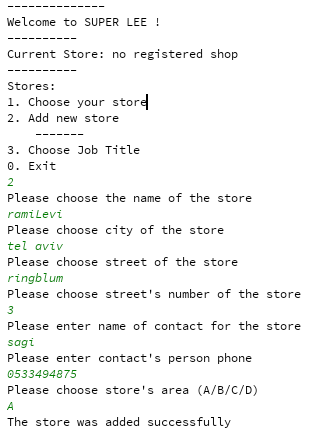 --------------
Welcome to SUPER LEE !
----------
Current Store: no registered shop
----------
Stores:
1. Choose your store
2. Add new store
    -------
3. Choose Job Title
0. Exit
2
Please choose the name of the store
ramiLevi
Please choose city of the store
tel aviv
Please choose street of the store
ringblum
Please choose street's number of the store
3
Please enter name of contact for the store
sagi
Please enter contact's person phone
0533494875
Please choose store's area (A/B/C/D)
A
The store was added successfully